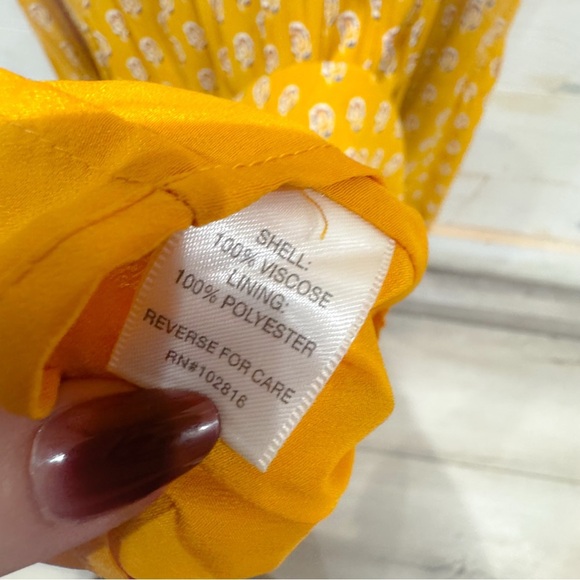 SHELL:
100% VISCOSE
LINING:
100% POLYESTER
REVERSE FOR CARE
RN#102816